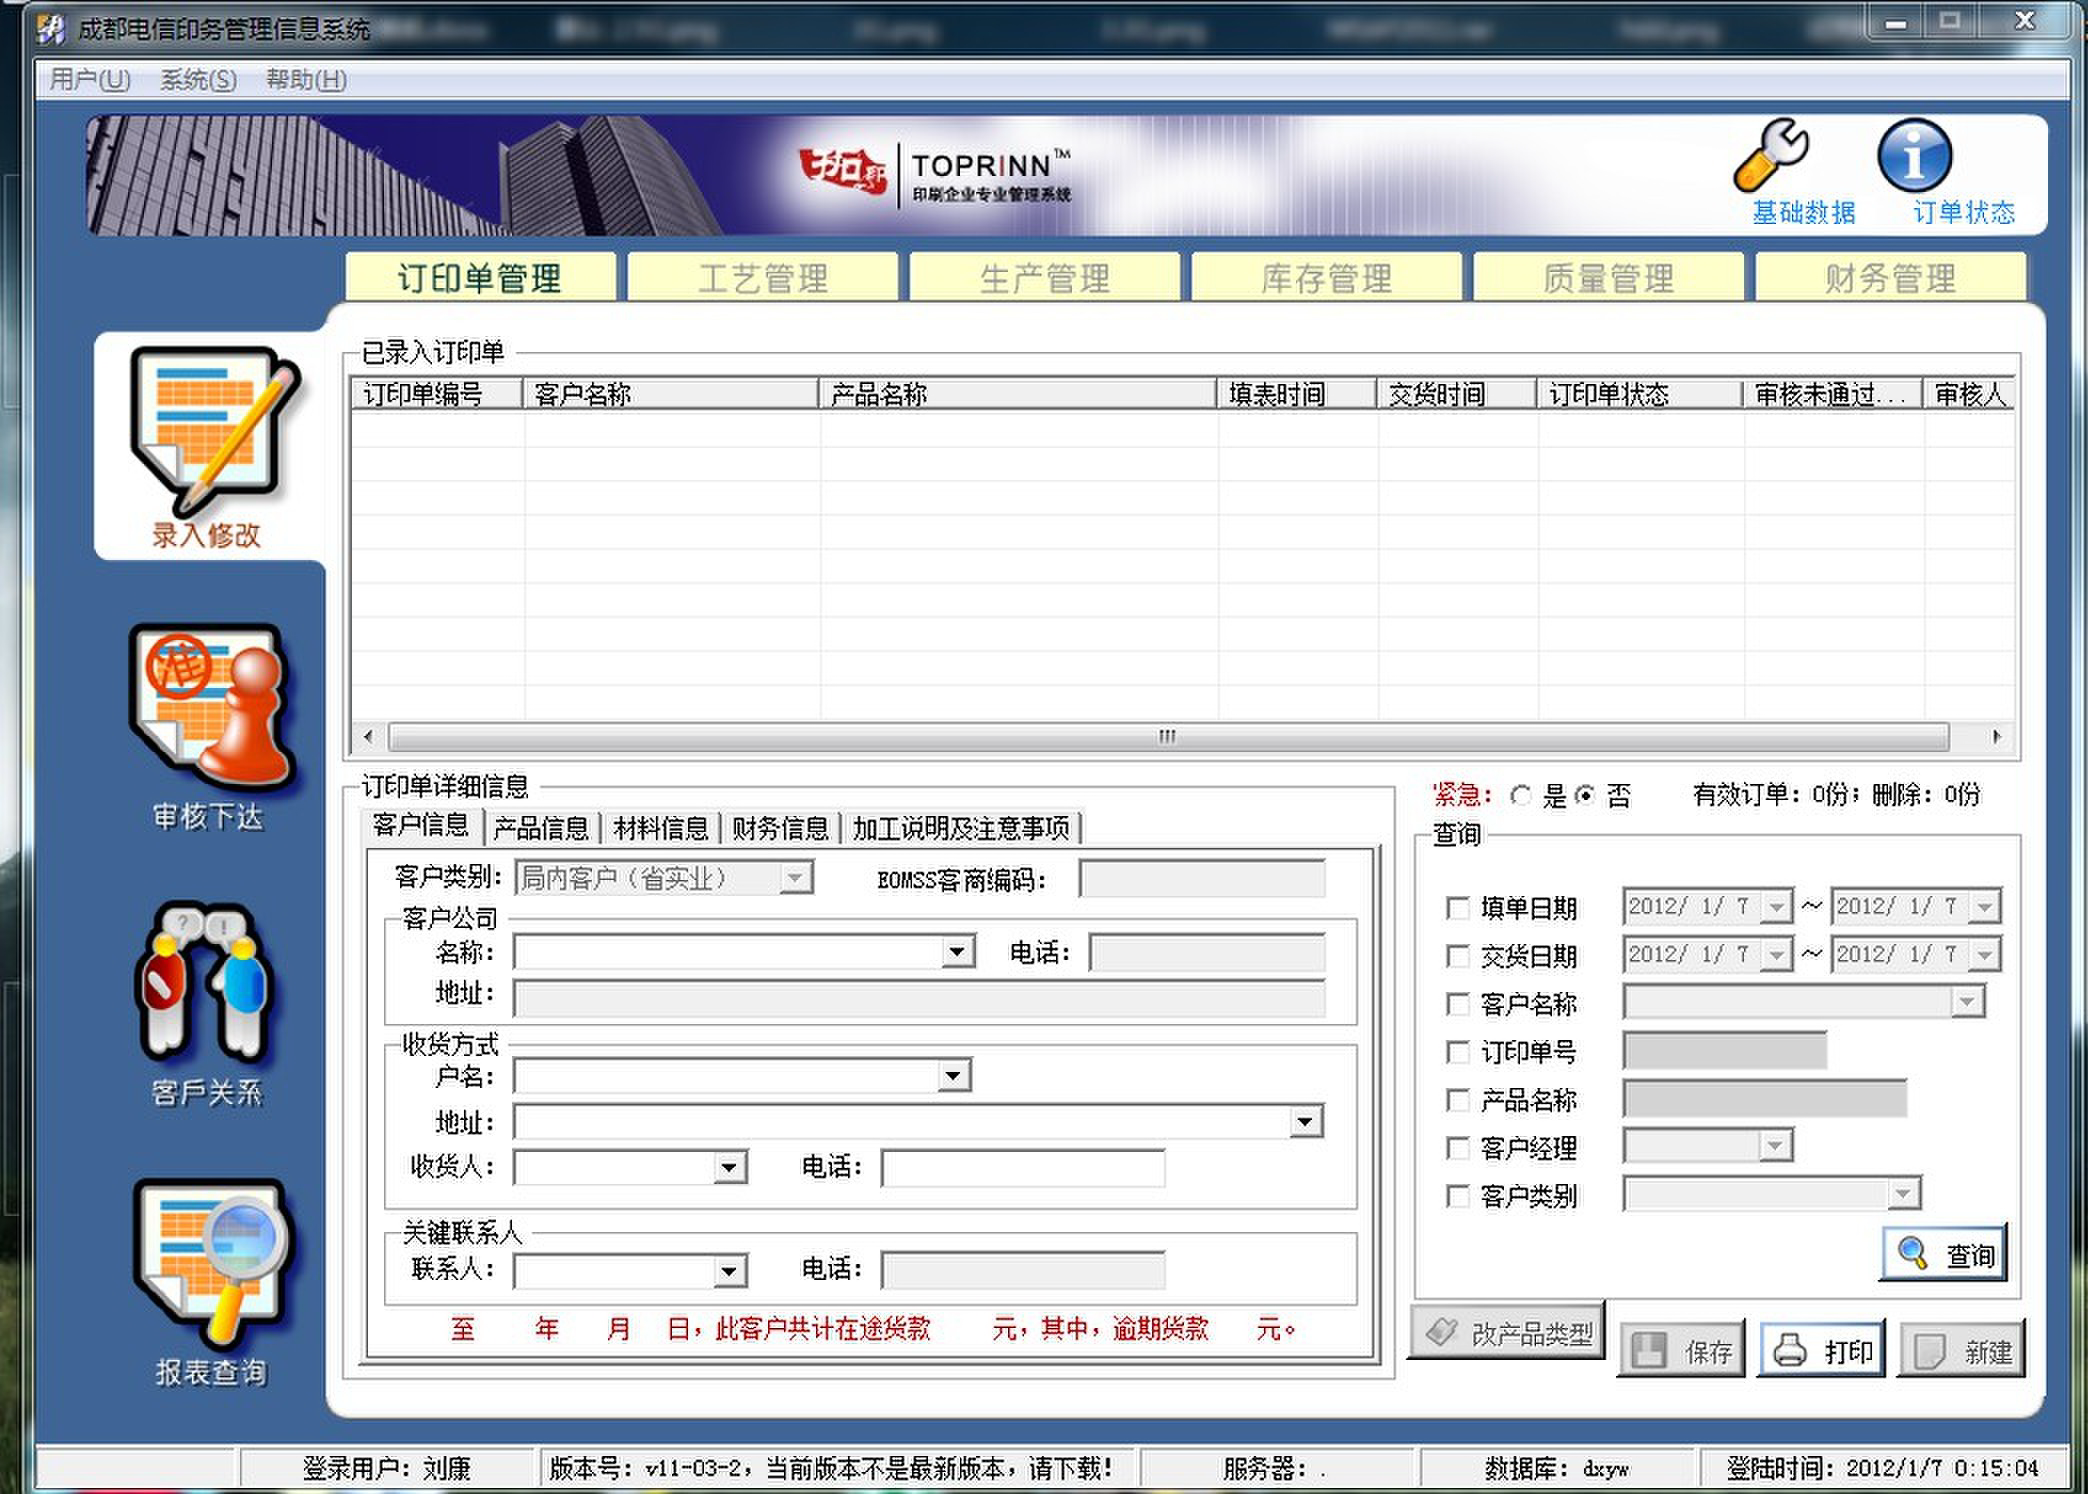 成都电信印务管理信息系统
用户(U) 系统(S) 帮助(H)
拓邦 TOPRINN™
印刷企业专业管理系统
基础数据 订单状态
订印单管理 工艺管理 生产管理 库存管理 质量管理 财务管理
录入修改
准
审核下达
? !
客戶关系
报表查询
已录入订印单
订印单编号 客户名称 产品名称 填表时间 交货时间 订印单状态 审核未通过... 审核人
订印单详细信息
客户信息 产品信息 材料信息 财务信息 加工说明及注意事项
客户类别： 局内客户（省实业） EOMSS客商编码：
客户公司
名称： 电话：
地址：
收货方式
户名：
地址：
收货人： 电话：
关键联系人
联系人： 电话：
至 年 月 日，此客户共计在途货款 元，其中，逾期货款 元。
紧急： 是 否 有效订单：0份；删除：0份
查询
填单日期 2012/ 1/ 7 ～ 2012/ 1/ 7
交货日期 2012/ 1/ 7 ～ 2012/ 1/ 7
客户名称
订印单号
产品名称
客户经理
客户类别
查询
改产品类型 保存 打印 新建
登录用户：刘康 版本号：v11-03-2，当前版本不是最新版本，请下载！ 服务器：. 数据库：dxyw 登陆时间：2012/1/7 0:15:04